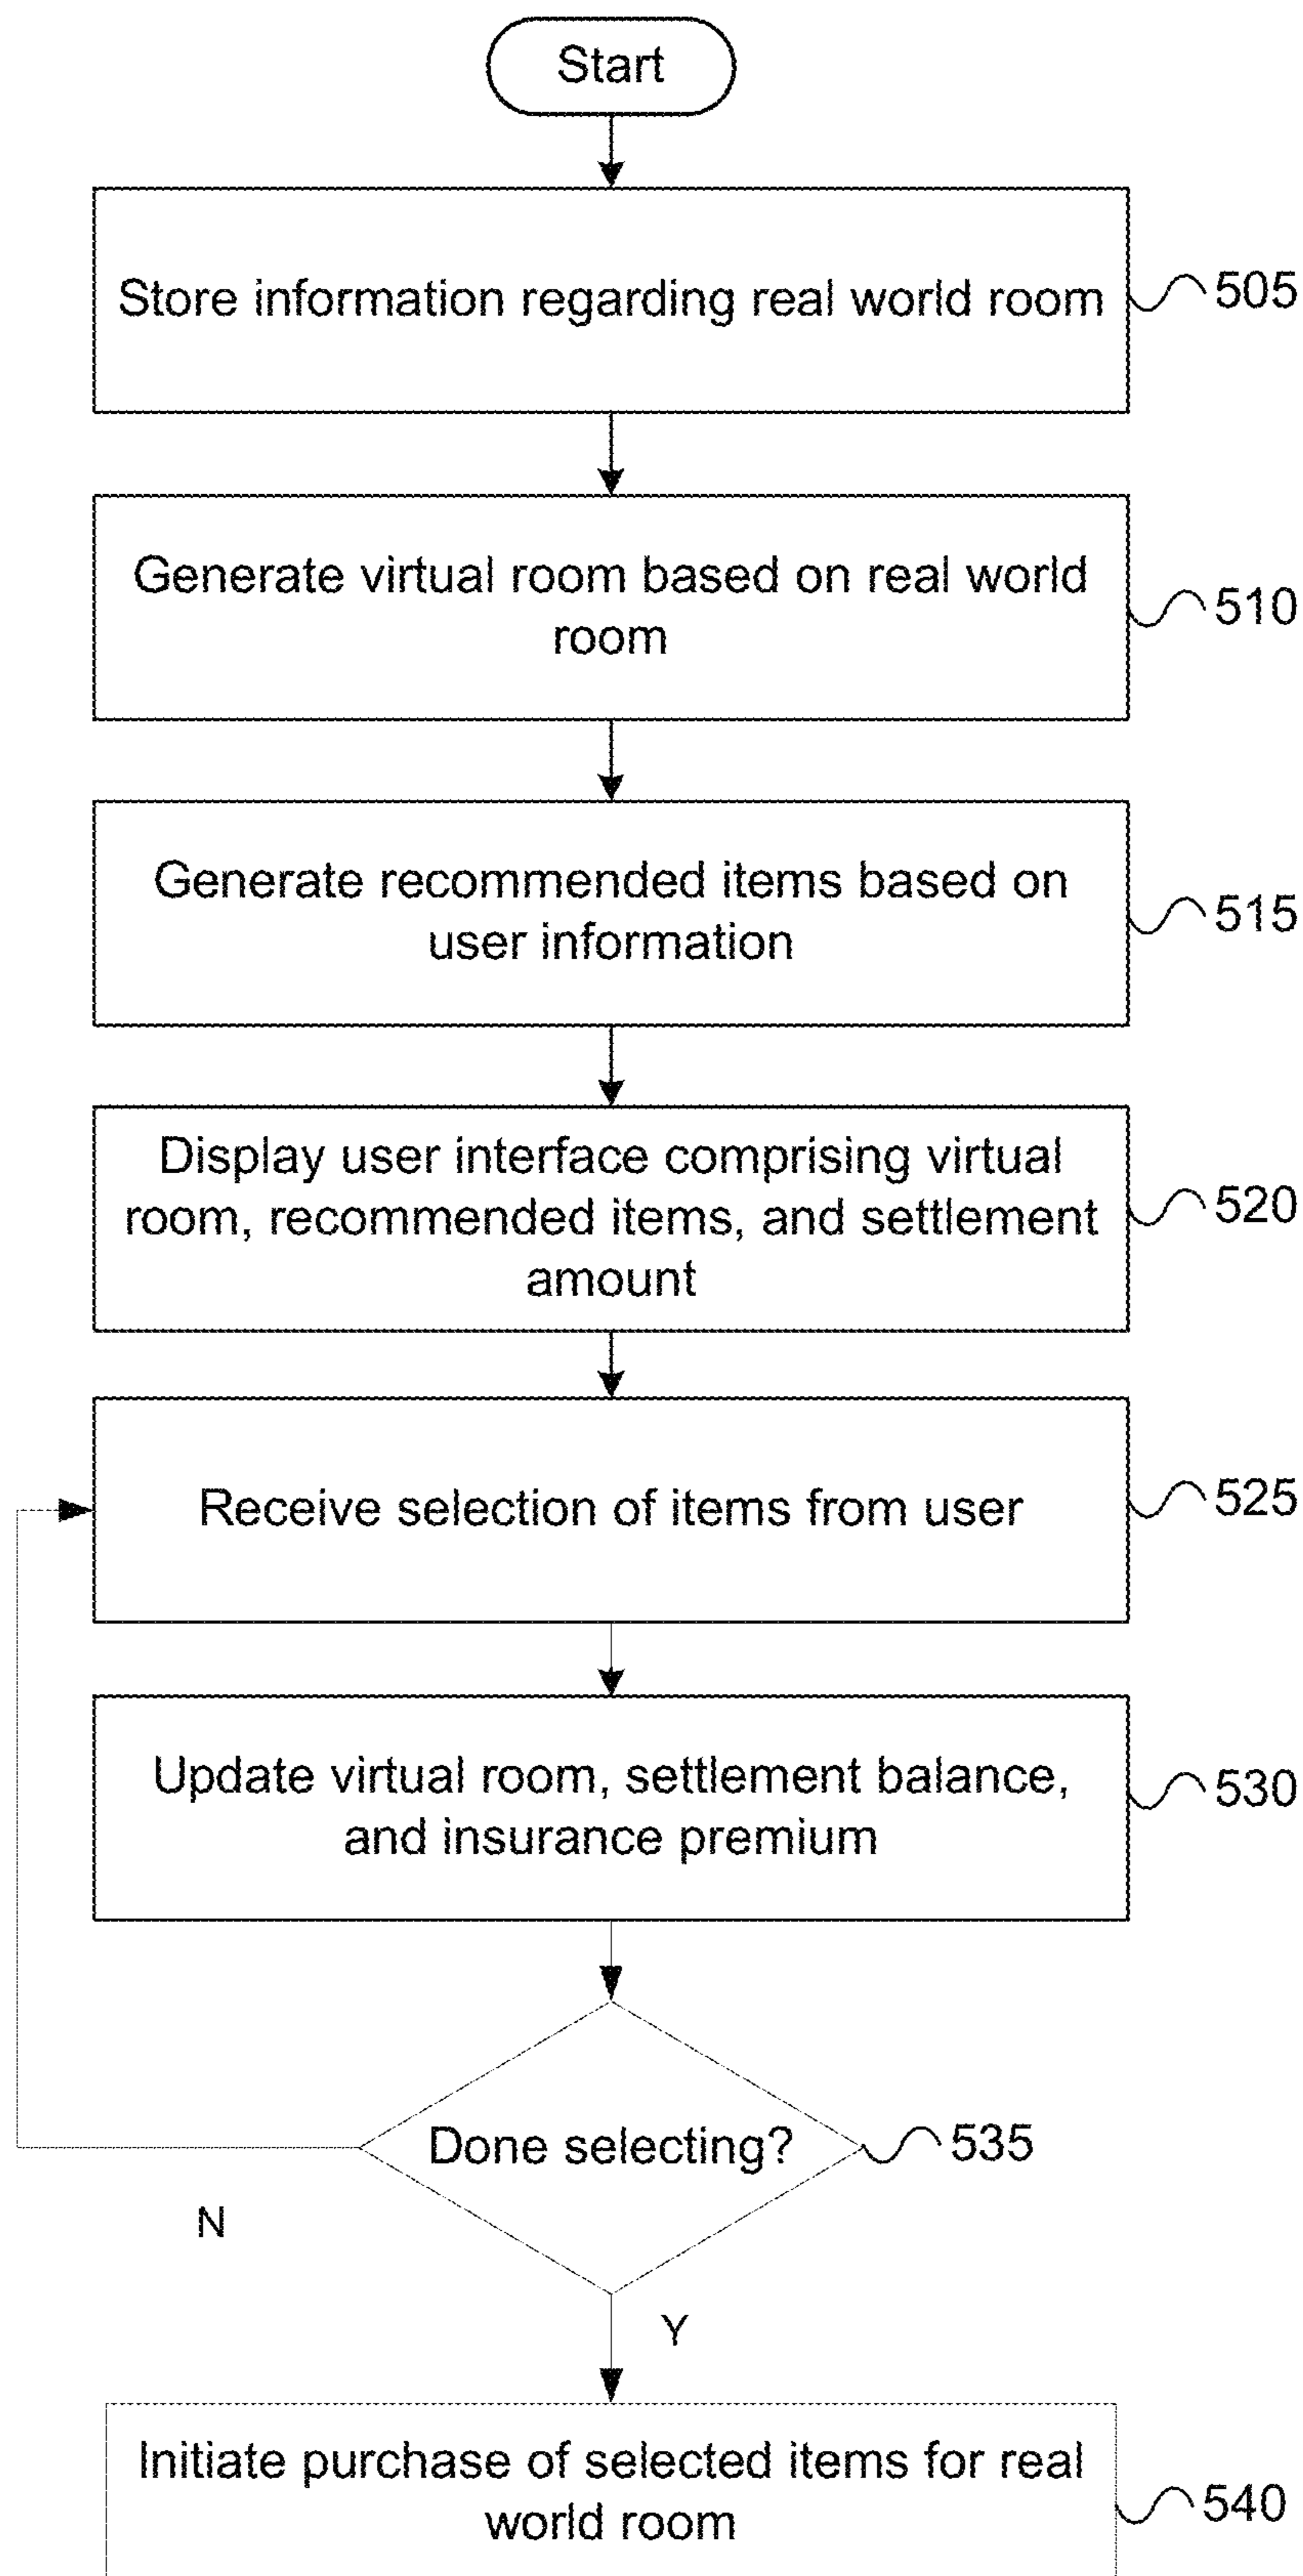 Start
Store information regarding real world room
505
Generate virtual room based on real world
room
510
Generate recommended items based on
user information
515
Display user interface comprising virtual
room, recommended items, and settlement
amount
520
Receive selection of items from user
525
Update virtual room, settlement balance,
and insurance premium
530
Done selecting?
535
N
Y
Initiate purchase of selected items for real
world room
540